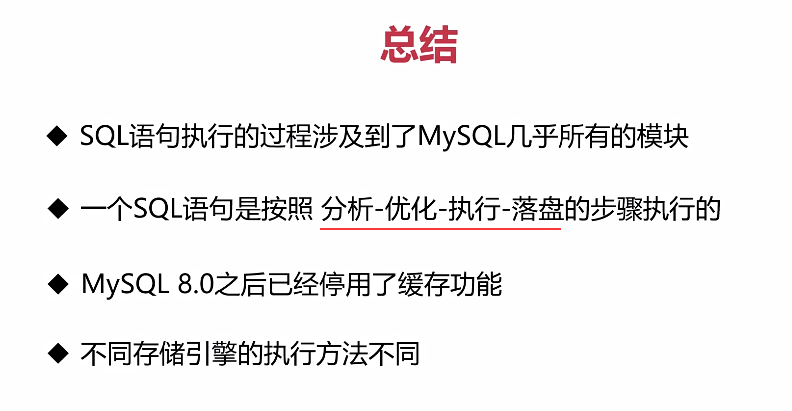 总结
◆ SQL语句执行的过程涉及到了MySQL几乎所有的模块
◆ 一个SQL语句是按照 分析-优化-执行-落盘的步骤执行的
◆ MySQL 8.0之后已经停用了缓存功能
◆ 不同存储引擎的执行方法不同